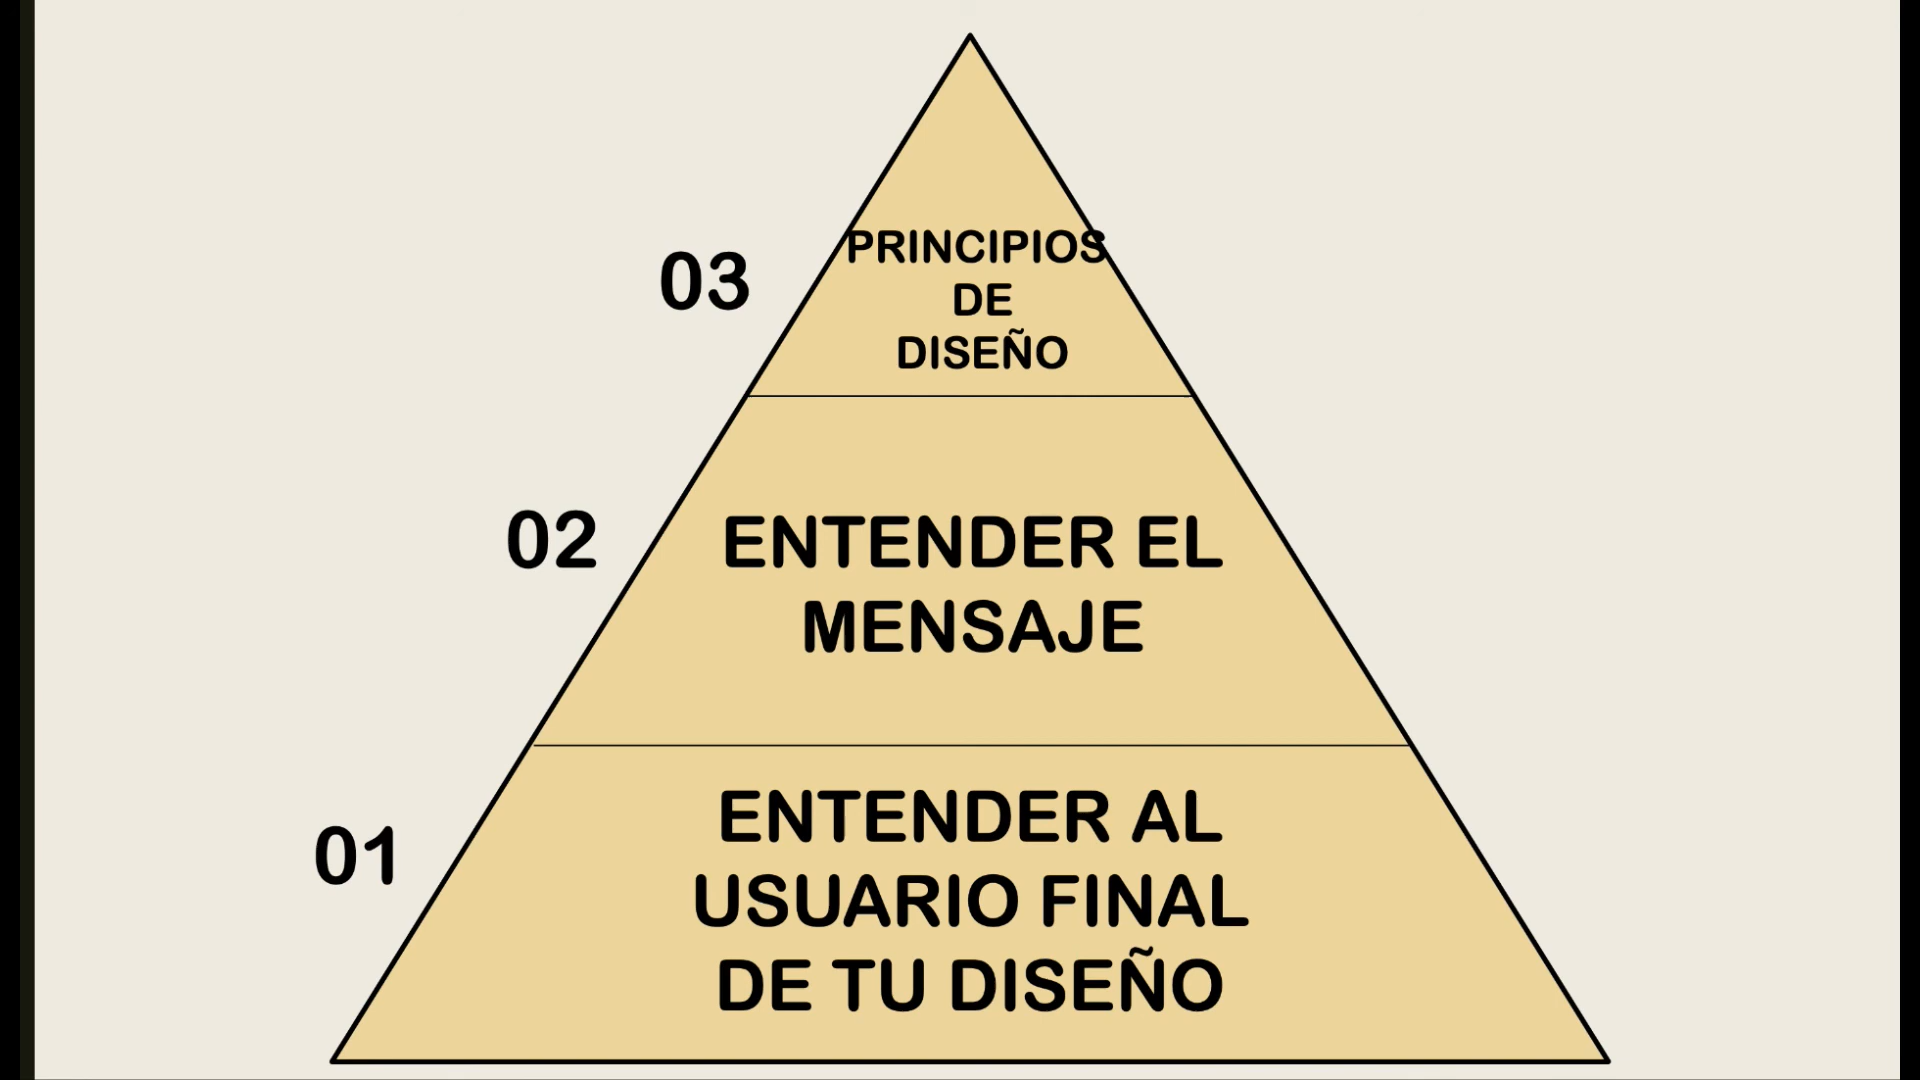 03
PRINCIPIOS
DE
DISEÑO
02
ENTENDER EL
MENSAJE
01
ENTENDER AL
USUARIO FINAL
DE TU DISEÑO